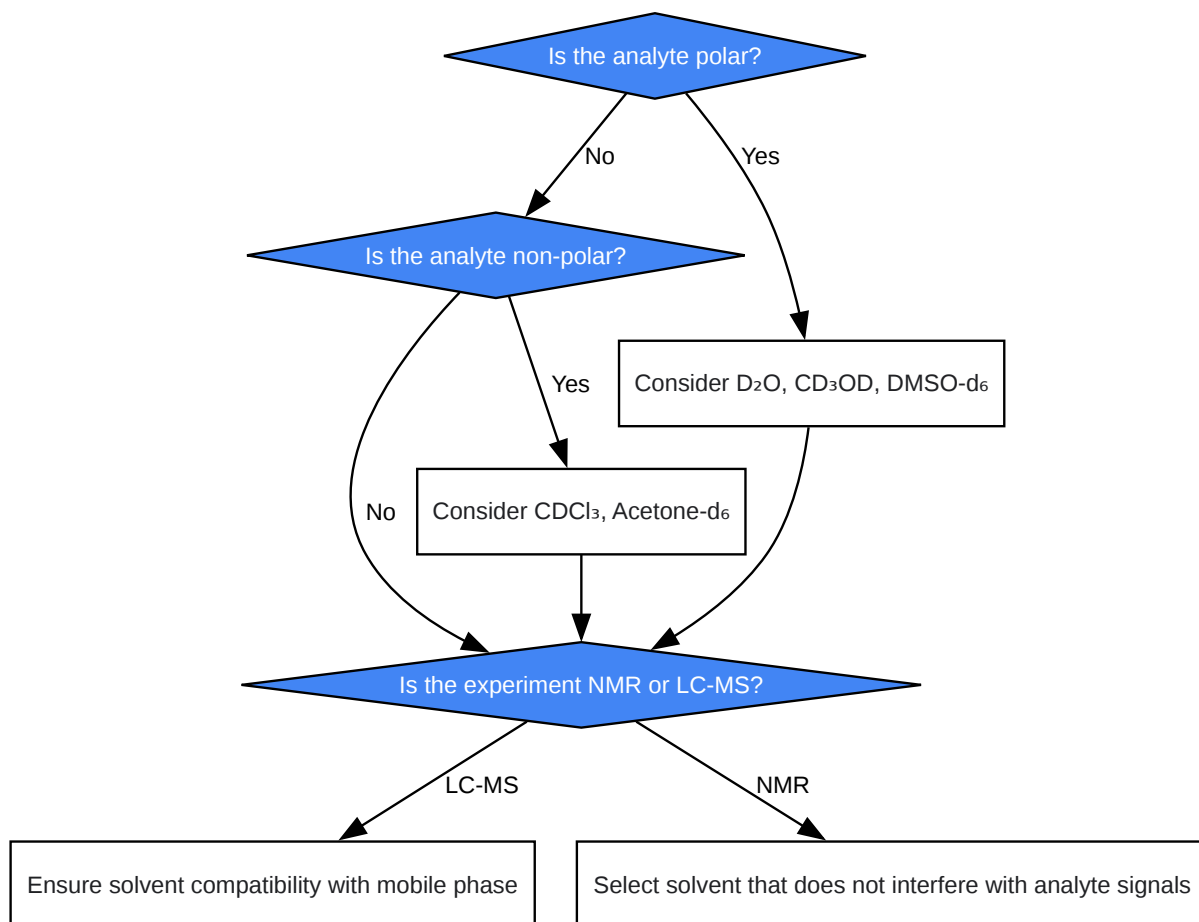 Is the analyte polar?
No
Yes
Is the analyte non-polar?
Consider D₂O, CD₃OD, DMSO-d₆
Yes
No
Consider CDCl₃, Acetone-d₆
Is the experiment NMR or LC-MS?
LC-MS
NMR
Ensure solvent compatibility with mobile phase
Select solvent that does not interfere with analyte signals